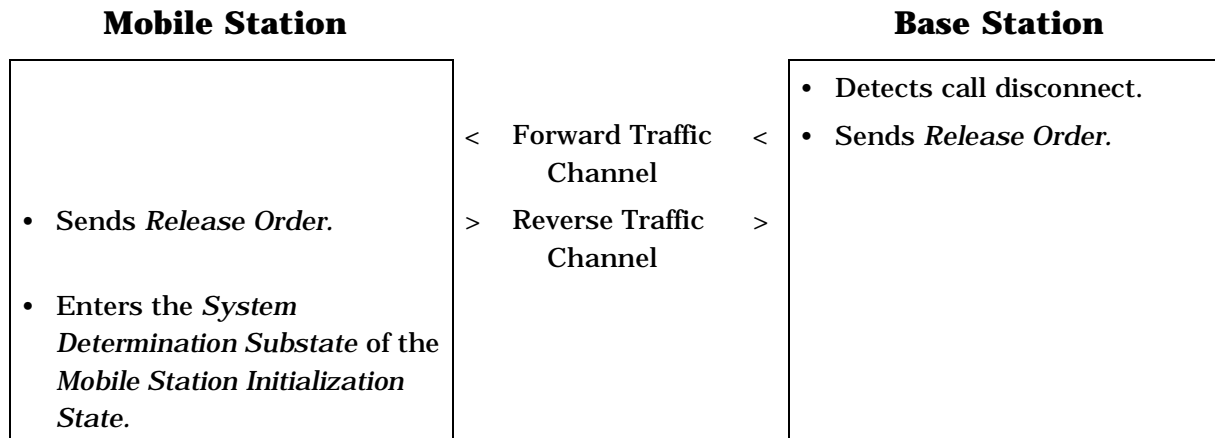 Mobile Station
Base Station
• Detects call disconnect.
< Forward Traffic < • Sends Release Order.
Channel
• Sends Release Order. > Reverse Traffic >
Channel
• Enters the System
Determination Substate of the
Mobile Station Initialization
State.